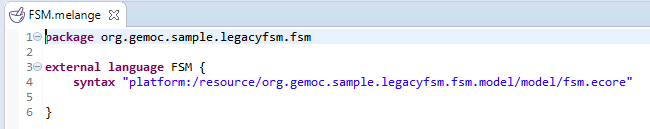 FSM.melange
1 package org.gemoc.sample.legacyfsm.fsm
2
3 external language FSM {
4 syntax "platform:/resource/org.gemoc.sample.legacyfsm.fsm.model/model/fsm.ecore"
5
6 }